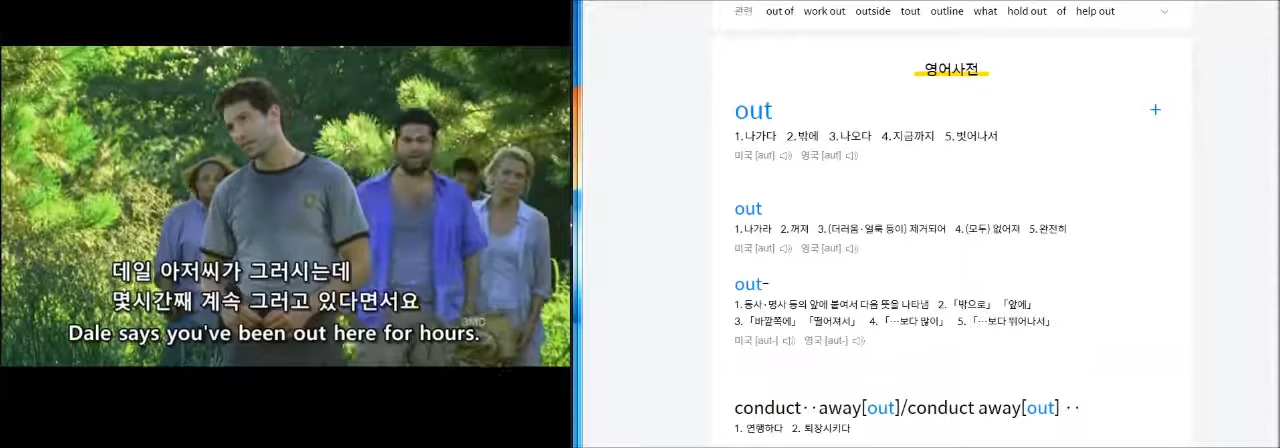 데일 아저씨가 그러시는데
몇시간째 계속 그러고 있다면서요
Dale says you've been out here for hours.
관련 out of work out outside tout outline what hold out of help out
영어사전
out
1.나가다 2.밖에 3.나오다 4.지금까지 5.벗어나서
미국 [aut] 영국 [aut]
out
1.나가라 2.꺼져 3.(더러움·얼룩 등이) 제거되어 4.(모두) 없어져 5.완전히
미국 [aut] 영국 [aut]
out-
1.동사·명사 등의 앞에 붙여서 다음 뜻을 나타냄 2.「밖으로」「앞에」
3.「바깥쪽에」「떨어져서」 4.「…보다 많이」 5.「…보다 뛰어나서」
미국 [aut-] 영국 [aut-]
conduct‥away[out]/conduct away[out] ‥
1. 연행하다 2. 퇴장시키다